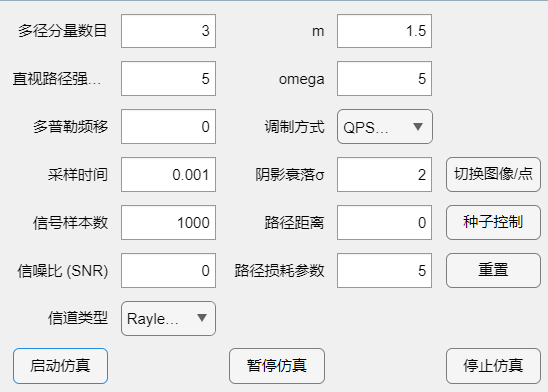 多径分量数目 3 m 1.5
直视路径强… 5 omega 5
多普勒频移 0 调制方式 QPS…
采样时间 0.001 阴影衰落σ 2 切换图像/点
信号样本数 1000 路径距离 0 种子控制
信噪比 (SNR) 0 路径损耗参数 5 重置
信道类型 Rayle…
启动仿真 暂停仿真 停止仿真